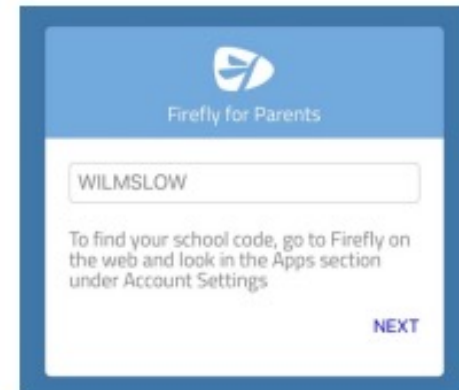 Firefly for Parents
WILMSLOW
To find your school code, go to Firefly on
the web and look in the Apps section
under Account Settings
NEXT